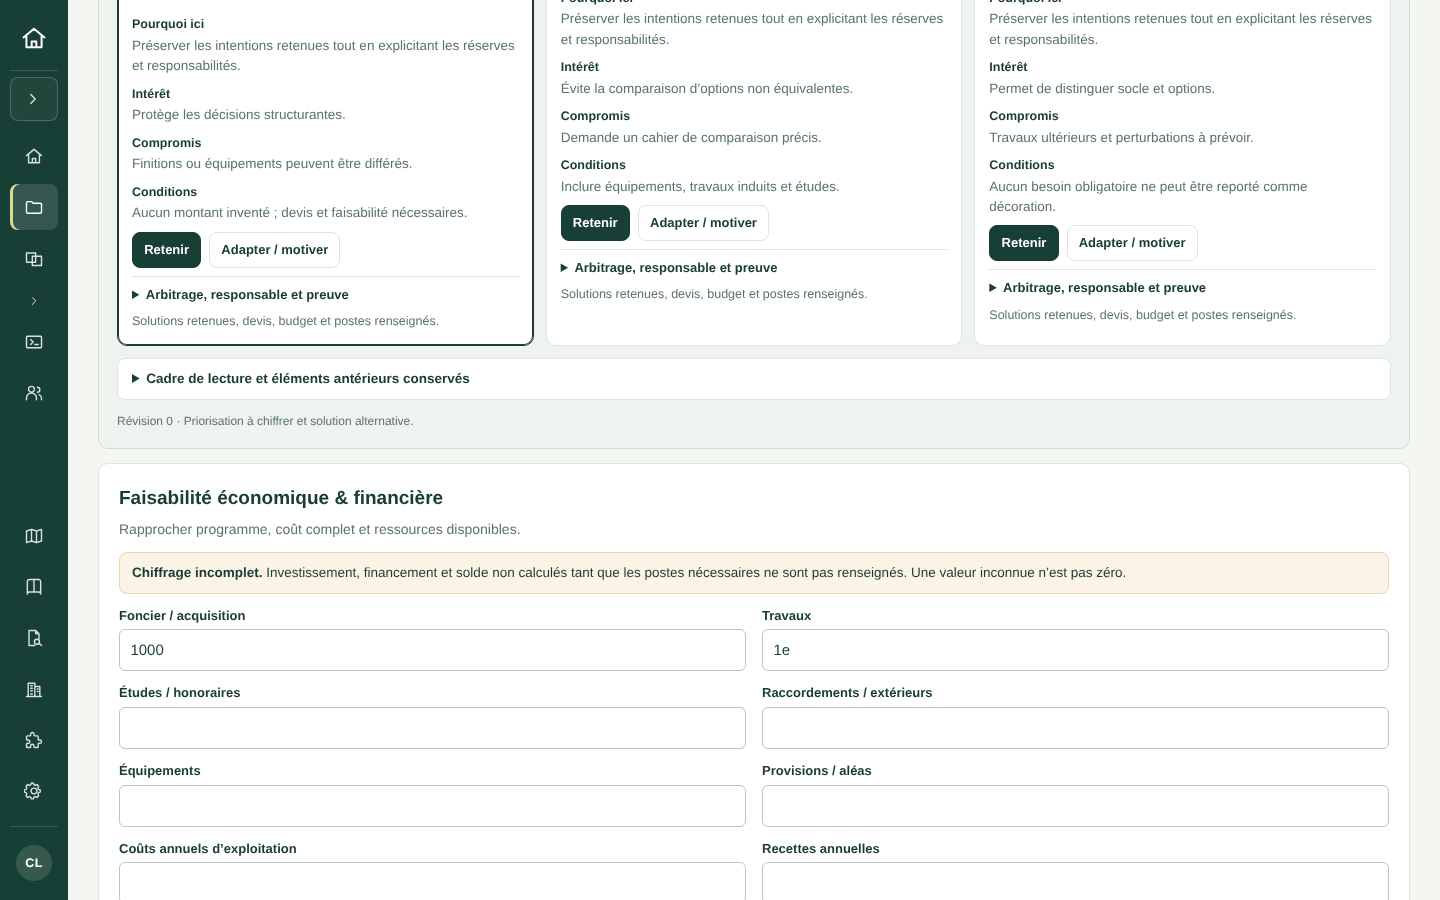 Pourquoi ici
Préserver les intentions retenues tout en explicitant les réserves
et responsabilités.
Intérêt
Protège les décisions structurantes.
Compromis
Finitions ou équipements peuvent être différés.
Conditions
Aucun montant inventé ; devis et faisabilité nécessaires.
Retenir
Adapter / motiver
Arbitrage, responsable et preuve
Solutions retenues, devis, budget et postes renseignés.
Préserver les intentions retenues tout en explicitant les réserves
et responsabilités.
Intérêt
Évite la comparaison d’options non équivalentes.
Compromis
Demande un cahier de comparaison précis.
Conditions
Inclure équipements, travaux induits et études.
Retenir
Adapter / motiver
Arbitrage, responsable et preuve
Solutions retenues, devis, budget et postes renseignés.
Préserver les intentions retenues tout en explicitant les réserves
et responsabilités.
Intérêt
Permet de distinguer socle et options.
Compromis
Travaux ultérieurs et perturbations à prévoir.
Conditions
Aucun besoin obligatoire ne peut être reporté comme
décoration.
Retenir
Adapter / motiver
Arbitrage, responsable et preuve
Solutions retenues, devis, budget et postes renseignés.
Cadre de lecture et éléments antérieurs conservés
Révision 0 · Priorisation à chiffrer et solution alternative.
Faisabilité économique & financière
Rapprocher programme, coût complet et ressources disponibles.
Chiffrage incomplet. Investissement, financement et solde non calculés tant que les postes nécessaires ne sont pas renseignés. Une valeur inconnue n’est pas zéro.
Foncier / acquisition
Travaux
1000
1e
Études / honoraires
Raccordements / extérieurs
Équipements
Provisions / aléas
Coûts annuels d’exploitation
Recettes annuelles
CL